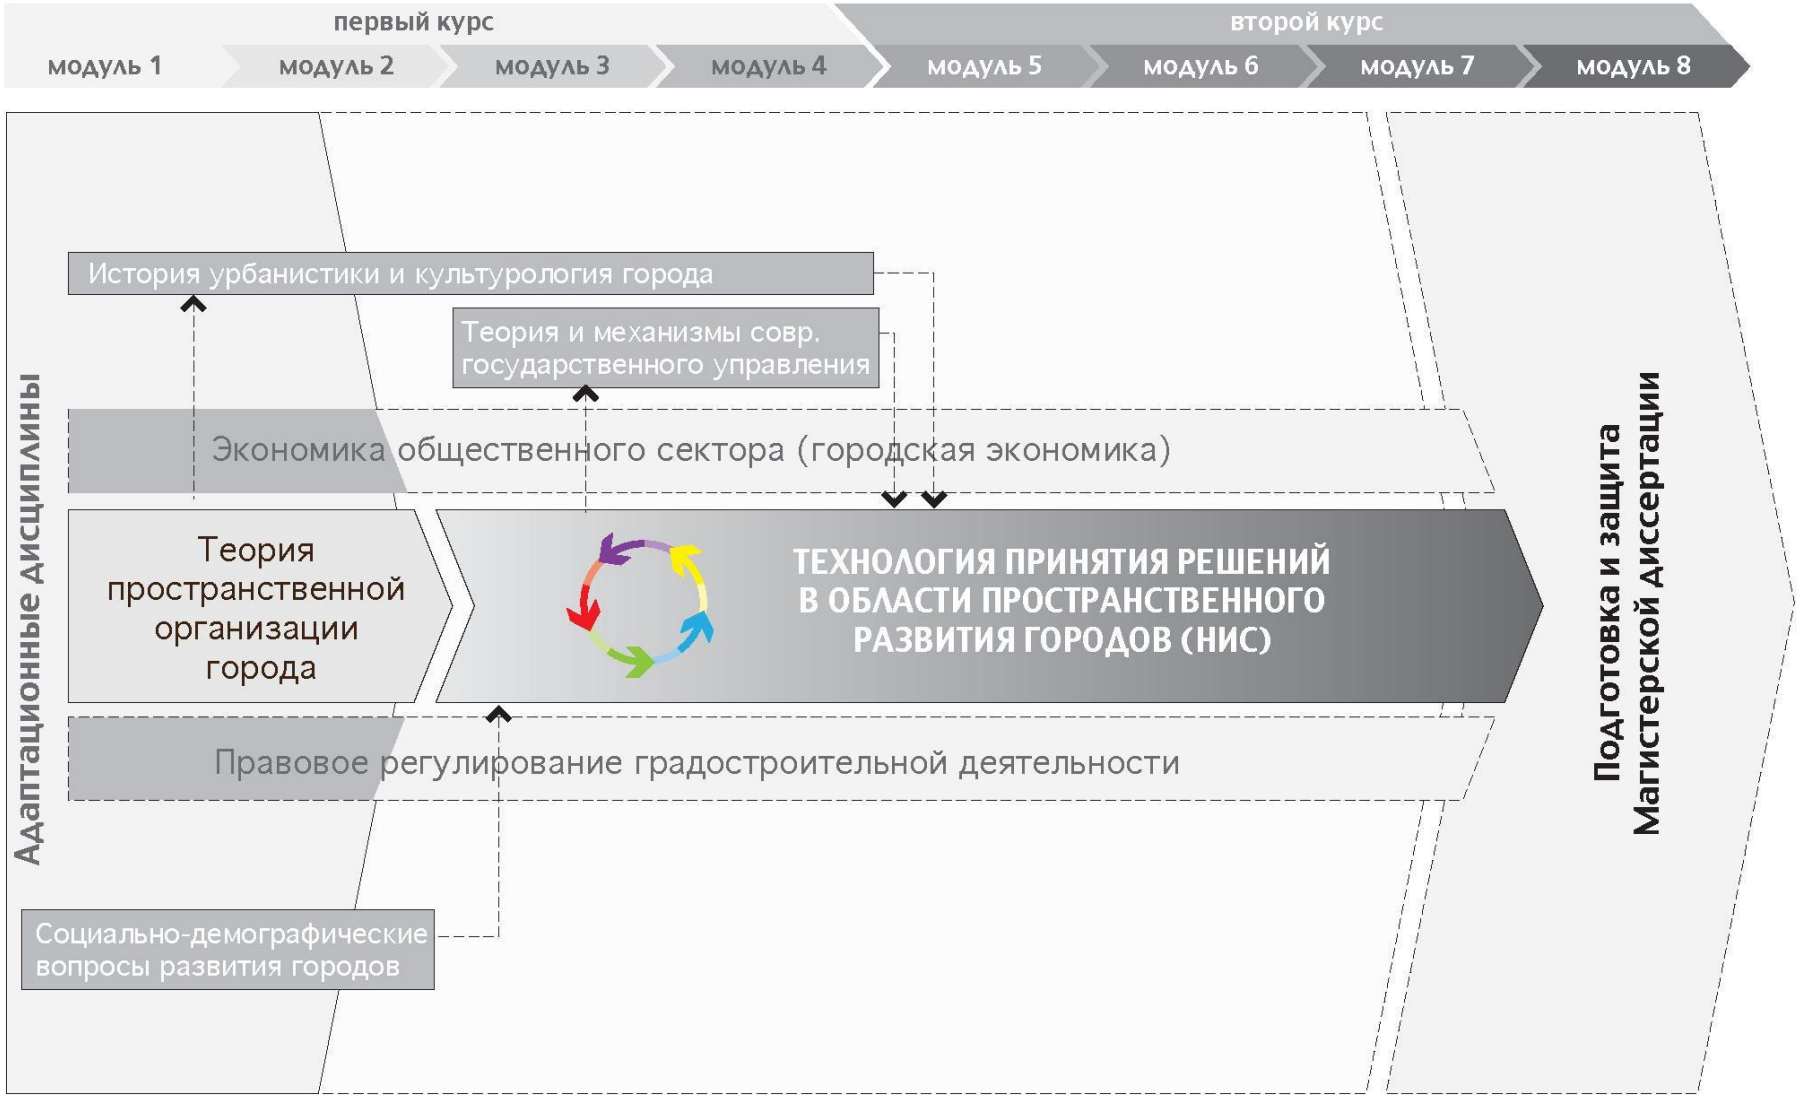 первый курс
второй курс
модуль 1
модуль 2
модуль 3
модуль 4
модуль 5
модуль 6
модуль 7
модуль 8
Адаптационные дисциплины
История урбанистики и культурология города
Теория и механизмы совр.
государственного управления
Экономика общественного сектора (городская экономика)
Теория
пространственной
организации
города
ТЕХНОЛОГИЯ ПРИНЯТИЯ РЕШЕНИЙ
В ОБЛАСТИ ПРОСТРАНСТВЕННОГО
РАЗВИТИЯ ГОРОДОВ (НИС)
Правовое регулирование градостроительной деятельности
Социально-демографические
вопросы развития городов
Подготовка и защита
Магистерской диссертации